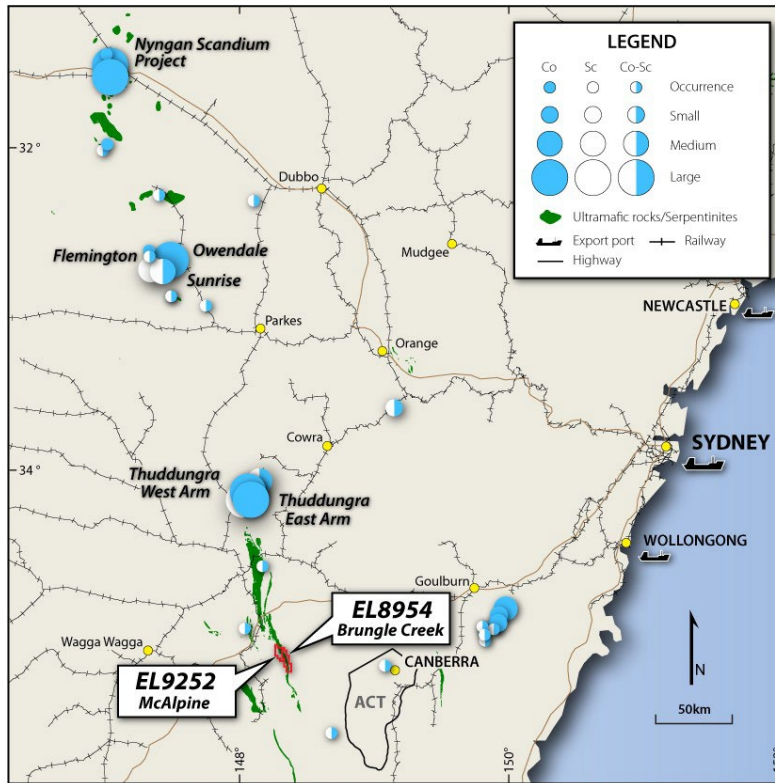 Nyngan Scandium
Project
LEGEND
Co Sc Co-Sc
Occurrence
Small
Medium
Large
Ultramafic rocks/Serpentinites
Export port Railway
Highway
32°
Dubbo
Mudgee
Flemington
Owendale
Sunrise
NEWCASTLE
Parkes
Orange
Cowra
SYDNEY
34°
Thuddungra
West Arm
Thuddungra
East Arm
WOLLONGONG
Goulburn
EL8954
Brungle Creek
Wagga Wagga
EL9252
McAlpine
CANBERRA
ACT
N
50km
148°
150°